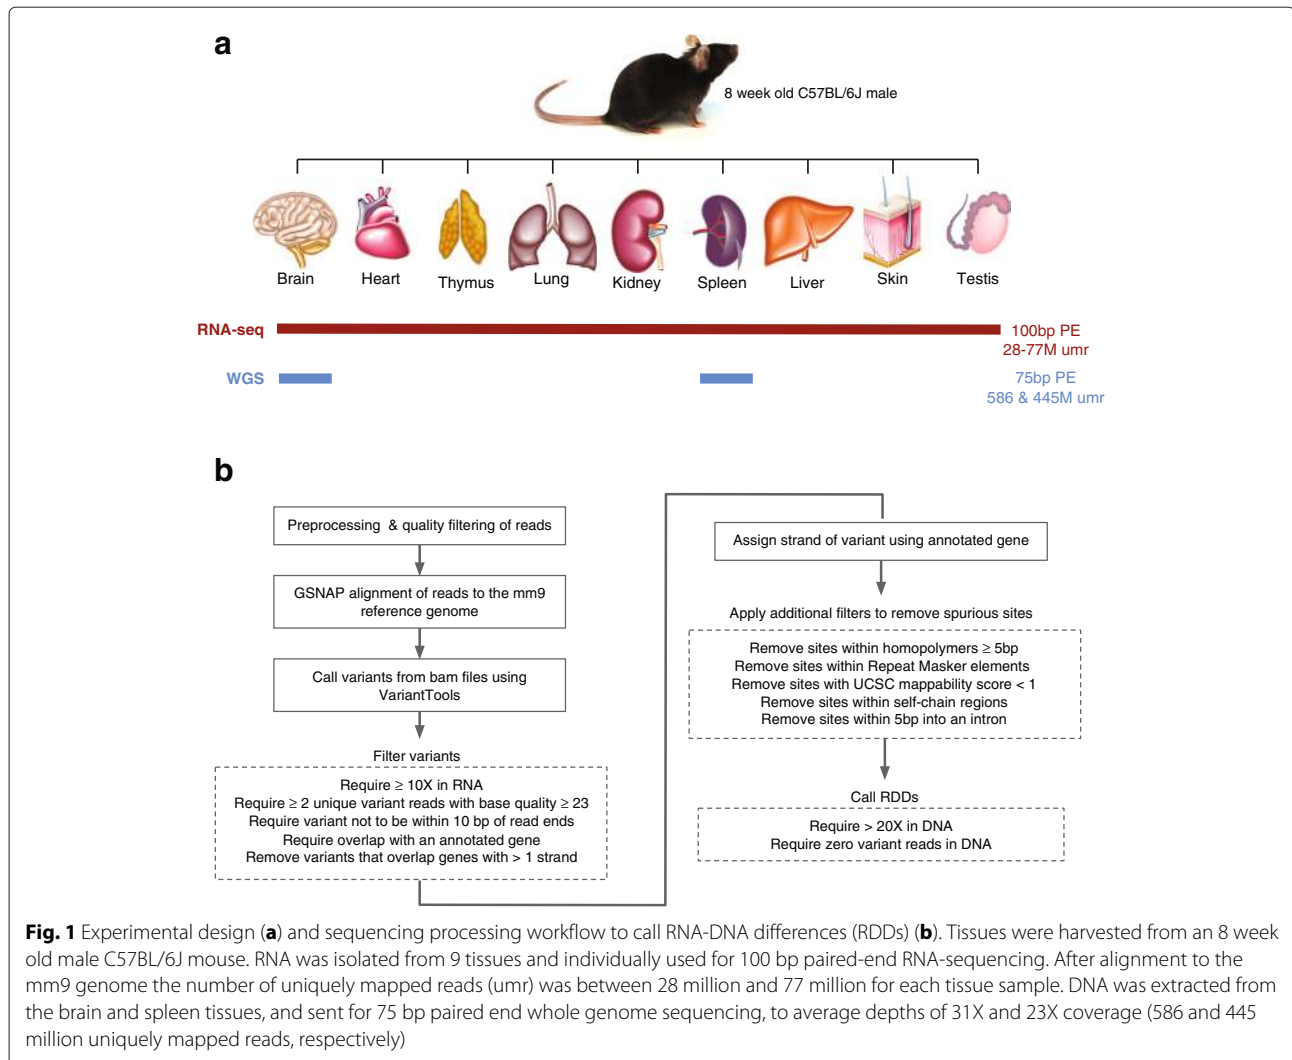 a
8 week old C57BL/6J male
Brain
Heart
Thymus
Lung
Kidney
Spleen
Liver
Skin
Testis
RNA-seq
100bp PE
28-77M umr
WGS
75bp PE
586 & 445M umr
b
Preprocessing & quality filtering of reads
GSNAP alignment of reads to the mm9
reference genome
Call variants from bam files using
VariantTools
Filter variants
Require ≥ 10X in RNA
Require ≥ 2 unique variant reads with base quality ≥ 23
Require variant not to be within 10 bp of read ends
Require overlap with an annotated gene
Remove variants that overlap genes with > 1 strand
Assign strand of variant using annotated gene
Apply additional filters to remove spurious sites
Remove sites within homopolymers ≥ 5bp
Remove sites within Repeat Masker elements
Remove sites with UCSC mappability score < 1
Remove sites within self-chain regions
Remove sites within 5bp into an intron
Call RDDs
Require > 20X in DNA
Require zero variant reads in DNA
Fig. 1 Experimental design (a) and sequencing processing workflow to call RNA-DNA differences (RDDs) (b). Tissues were harvested from an 8 week
old male C57BL/6J mouse. RNA was isolated from 9 tissues and individually used for 100 bp paired-end RNA-sequencing. After alignment to the
mm9 genome the number of uniquely mapped reads (umr) was between 28 million and 77 million for each tissue sample. DNA was extracted from
the brain and spleen tissues, and sent for 75 bp paired end whole genome sequencing, to average depths of 31X and 23X coverage (586 and 445
million uniquely mapped reads, respectively)